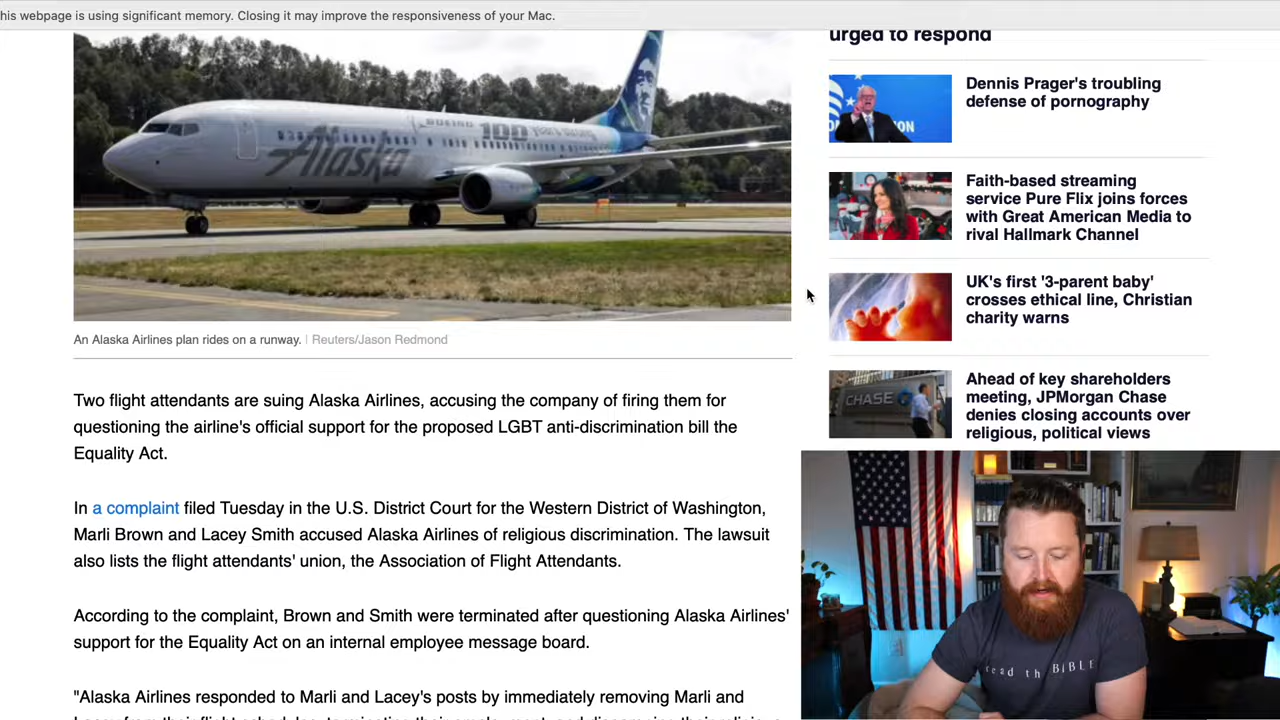 his webpage is using significant memory. Closing it may improve the responsiveness of your Mac.
urged to respond
Alaska
BOEING 100
Dennis Prager's troubling
defense of pornography
ON
Faith-based streaming
service Pure Flix joins forces
with Great American Media to
rival Hallmark Channel
UK's first '3-parent baby'
crosses ethical line, Christian
charity warns
CHASE
Ahead of key shareholders
meeting, JPMorgan Chase
denies closing accounts over
religious, political views
An Alaska Airlines plan rides on a runway. | Reuters/Jason Redmond
Two flight attendants are suing Alaska Airlines, accusing the company of firing them for
questioning the airline's official support for the proposed LGBT anti-discrimination bill the
Equality Act.
In a complaint filed Tuesday in the U.S. District Court for the Western District of Washington,
Marli Brown and Lacey Smith accused Alaska Airlines of religious discrimination. The lawsuit
also lists the flight attendants' union, the Association of Flight Attendants.
According to the complaint, Brown and Smith were terminated after questioning Alaska Airlines'
support for the Equality Act on an internal employee message board.
"Alaska Airlines responded to Marli and Lacey's posts by immediately removing Marli and
read th BiBLE